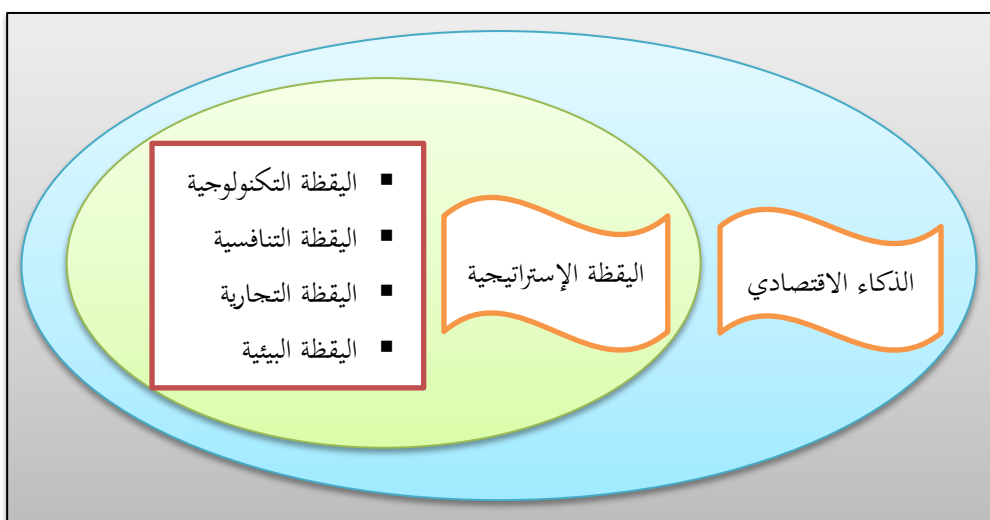 الذكاء الاقتصادي
اليقظة الإستراتيجية
▪ اليقظة التكنولوجية
▪ اليقظة التنافسية
▪ اليقظة التجارية
▪ اليقظة البيئية